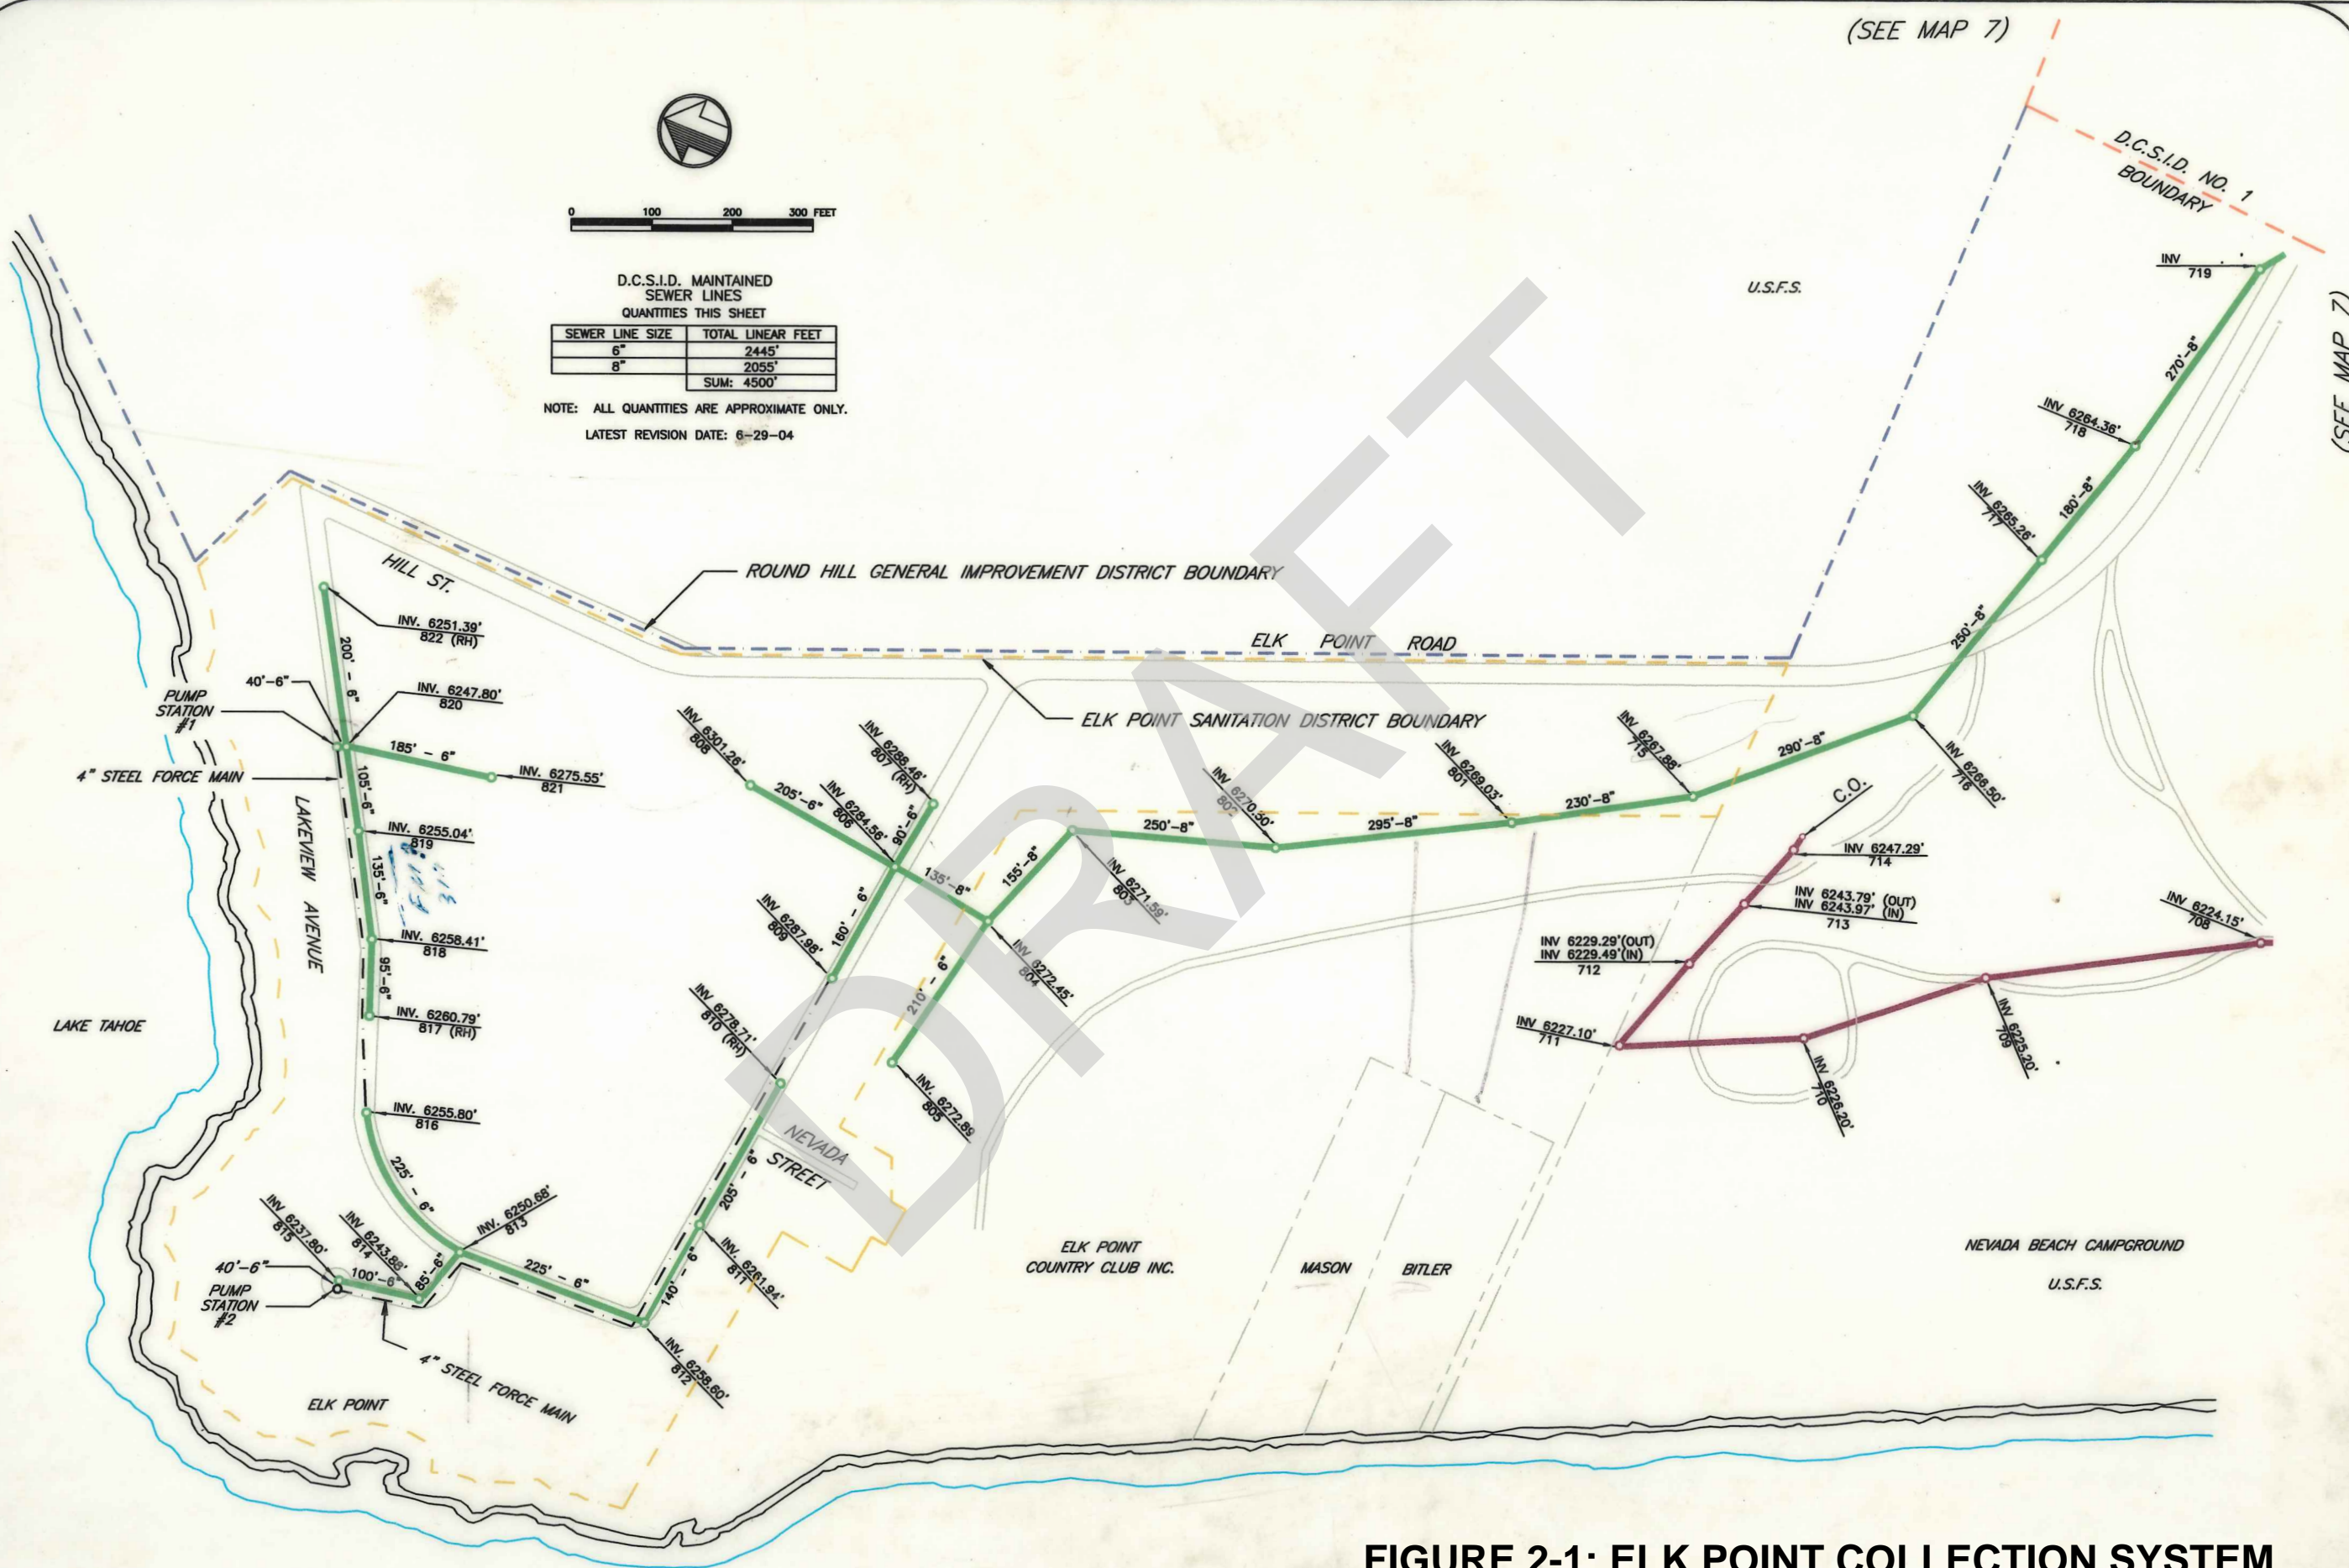 (SEE MAP 7)
D.C.S.I.D. NO. 1
BOUNDARY
0 100 200 300 FEET
D.C.S.I.D. MAINTAINED
SEWER LINES
QUANTITIES THIS SHEET
SEWER LINE SIZE TOTAL LINEAR FEET
6" 2445'
8" 2055'
SUM: 4500'
NOTE: ALL QUANTITIES ARE APPROXIMATE ONLY.
LATEST REVISION DATE: 6-29-04
U.S.F.S.
INV
719
(SEE MAP 7)
270'-8"
INV 6264.36'
718
180'-8"
INV 6265.26'
717
250'-8"
HILL ST.
ROUND HILL GENERAL IMPROVEMENT DISTRICT BOUNDARY
ELK POINT ROAD
ELK POINT SANITATION DISTRICT BOUNDARY
INV. 6251.39'
822 (RH)
200' - 6"
40'-6"
PUMP
STATION
#1
INV. 6247.80'
820
185' - 6"
INV. 6275.55'
821
4" STEEL FORCE MAIN
105'-6"
INV. 6255.04'
819
135'-6"
INV. 6258.41'
818
95'-6"
INV. 6260.79'
817 (RH)
LAKEVIEW AVENUE
LAKE TAHOE
INV. 6255.80'
816
225' - 6"
INV 6301.26'
808
205'-6"
INV 6284.56'
806
INV 6288.46'
807 (RH)
90'-6"
135'-8"
155'-8"
250'-8"
INV 6270.30'
802
295'-8"
INV 6269.03'
801
230'-8"
INV 6267.88'
715
290'-8"
INV 6266.50'
716
INV 6271.59'
803
INV 6272.45'
804
160' - 6"
INV 6287.98'
809
210' - 6"
INV. 6272.89
805
INV 6278.71'
810 (RH)
NEVADA
STREET
205' - 6"
INV. 6261.94'
811
140' - 6"
INV. 6258.60'
812
225' - 6"
INV. 6250.68'
813
85'-6"
INV 6243.88'
814
INV 6237.80'
815
100'-6"
40'-6"
PUMP
STATION
#2
4" STEEL FORCE MAIN
ELK POINT
C.O.
INV 6247.29'
714
INV 6243.79' (OUT)
INV 6243.97' (IN)
713
INV 6229.29'(OUT)
INV 6229.49'(IN)
712
INV 6227.10'
711
INV 6226.20'
710
INV 6225.20'
709
INV 6224.15'
708
ELK POINT
COUNTRY CLUB INC.
MASON
BITLER
NEVADA BEACH CAMPGROUND
U.S.F.S.
DRAFT
FIGURE 2-1: ELK POINT COLLECTION SYSTEM